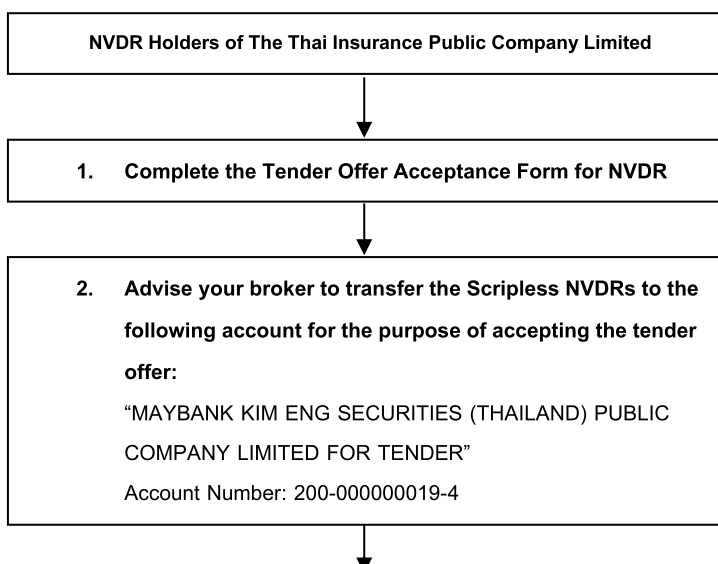 NVDR Holders of The Thai Insurance Public Company Limited
1. Complete the Tender Offer Acceptance Form for NVDR
2. Advise your broker to transfer the Scripless NVDRs to the
following account for the purpose of accepting the tender
offer:
“MAYBANK KIM ENG SECURITIES (THAILAND) PUBLIC
COMPANY LIMITED FOR TENDER”
Account Number: 200-000000019-4